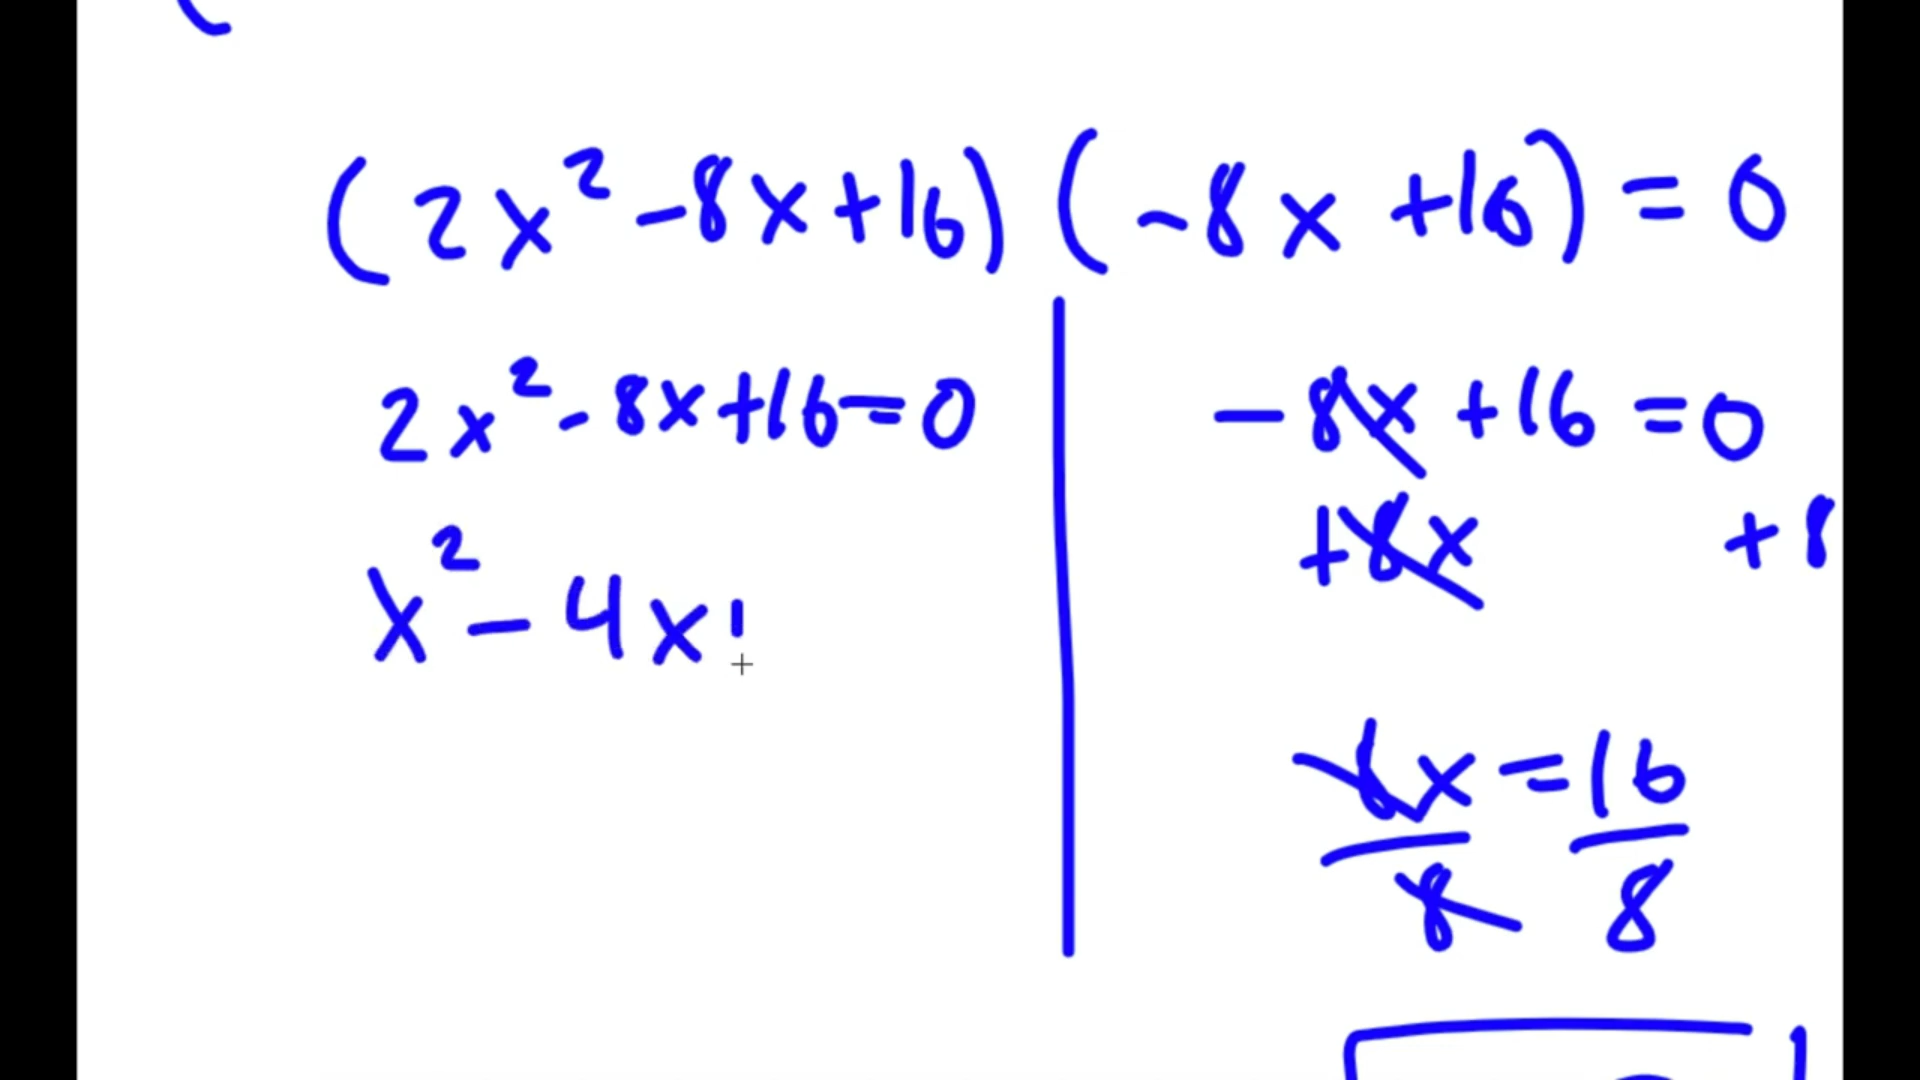 (2x²-8x+16)(-8x+16)=0
2x²-8x+16=0
x²-4x
-8x+16=0
+8x +8
8x=16
8 8